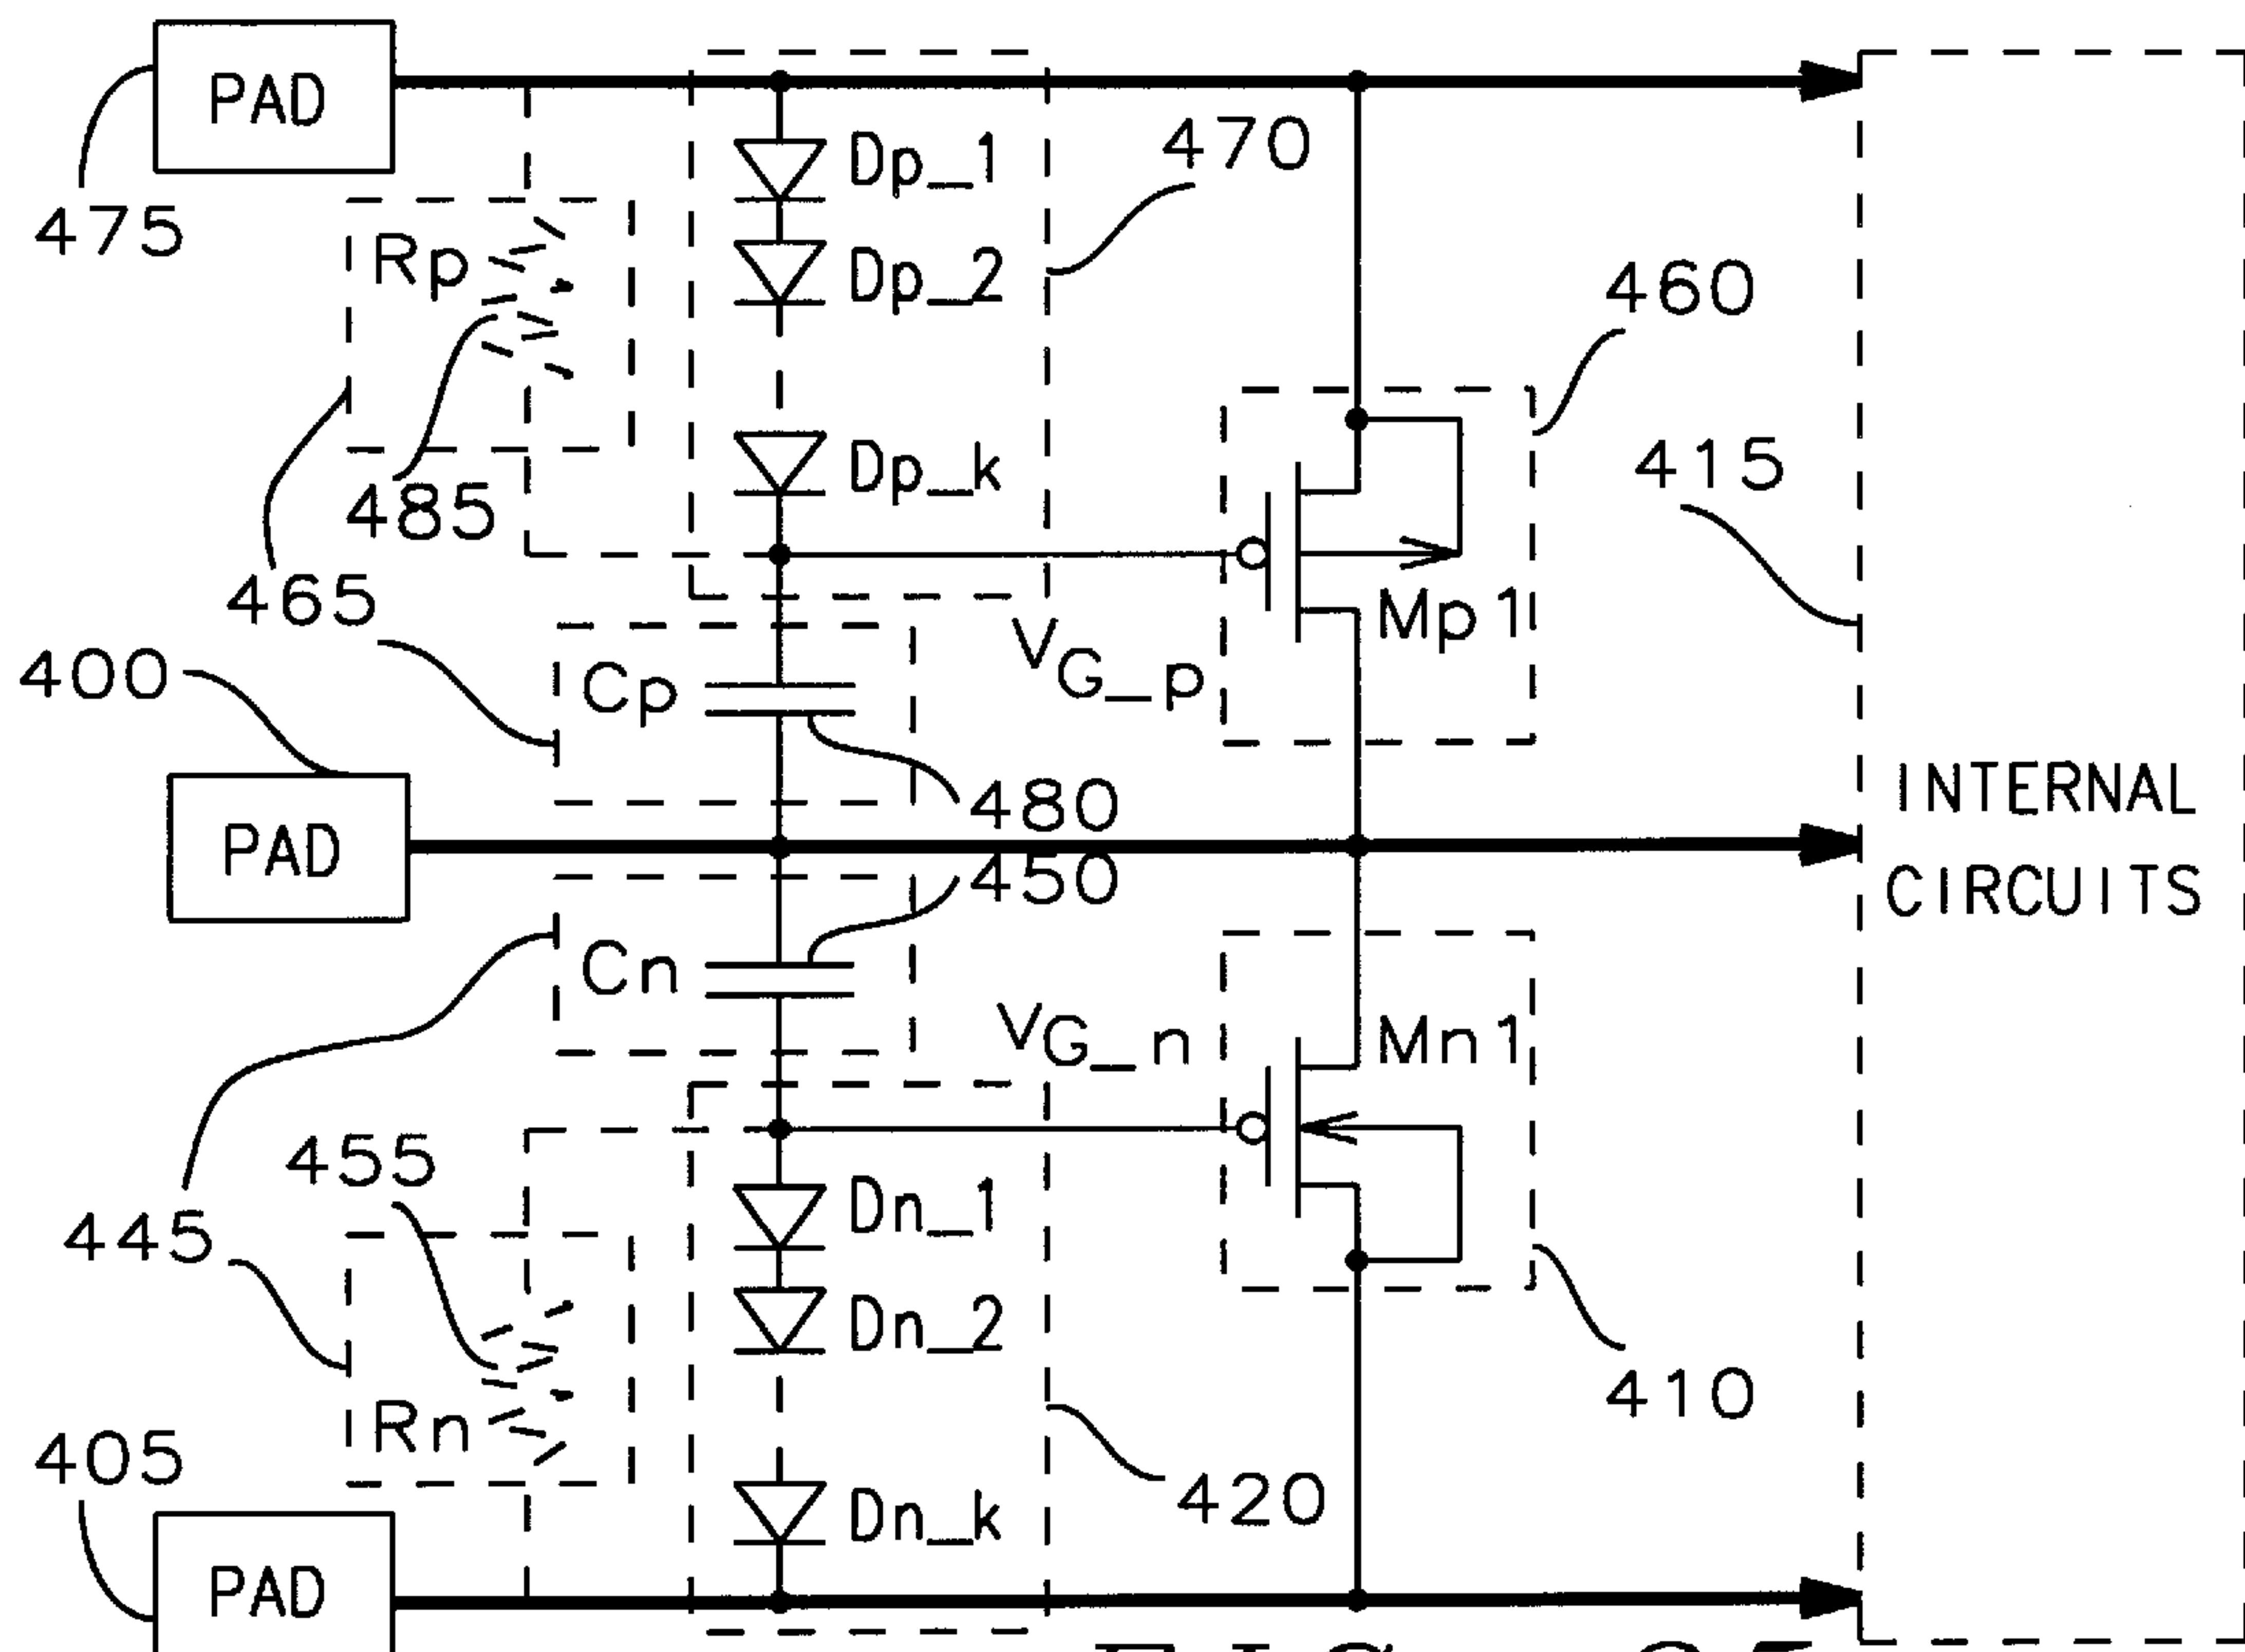 PAD
475
Dp_1
470
Rp
Dp_2
460
415
Dp_k
485
465
Mp1
VG_p
400
Cp
480
PAD
INTERNAL
CIRCUITS
450
Cn
VG_n
Mn1
455
Dn_1
445
Dn_2
410
Rn
405
420
Dn_k
PAD